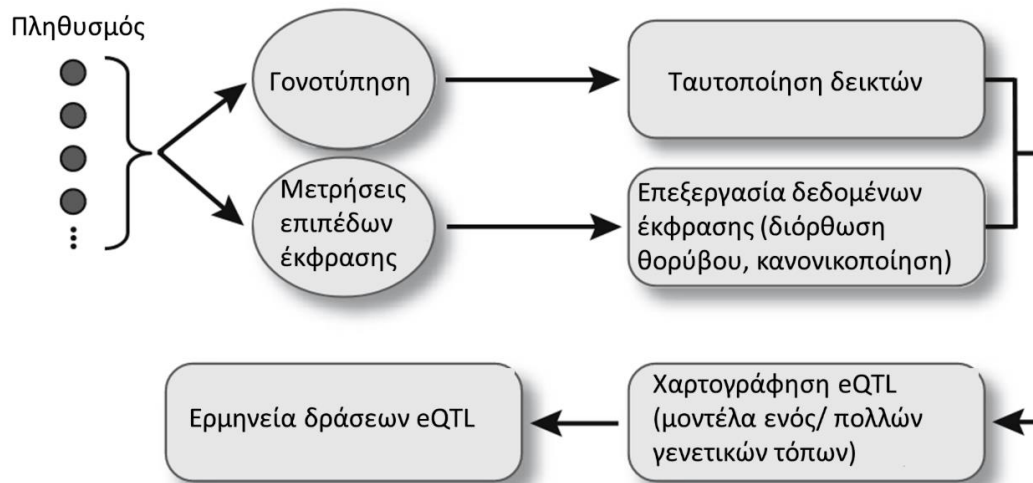 Πληθυσμός
Γονοτύπηση
Ταυτοποίηση δεικτών
Μετρήσεις
επιπέδων
έκφρασης
Επεξεργασία δεδομένων
έκφρασης (διόρθωση
θορύβου, κανονικοποίηση)
Ερμηνεία δράσεων eQTL
Χαρτογράφηση eQTL
(μοντέλα ενός/ πολλών
γενετικών τόπων)